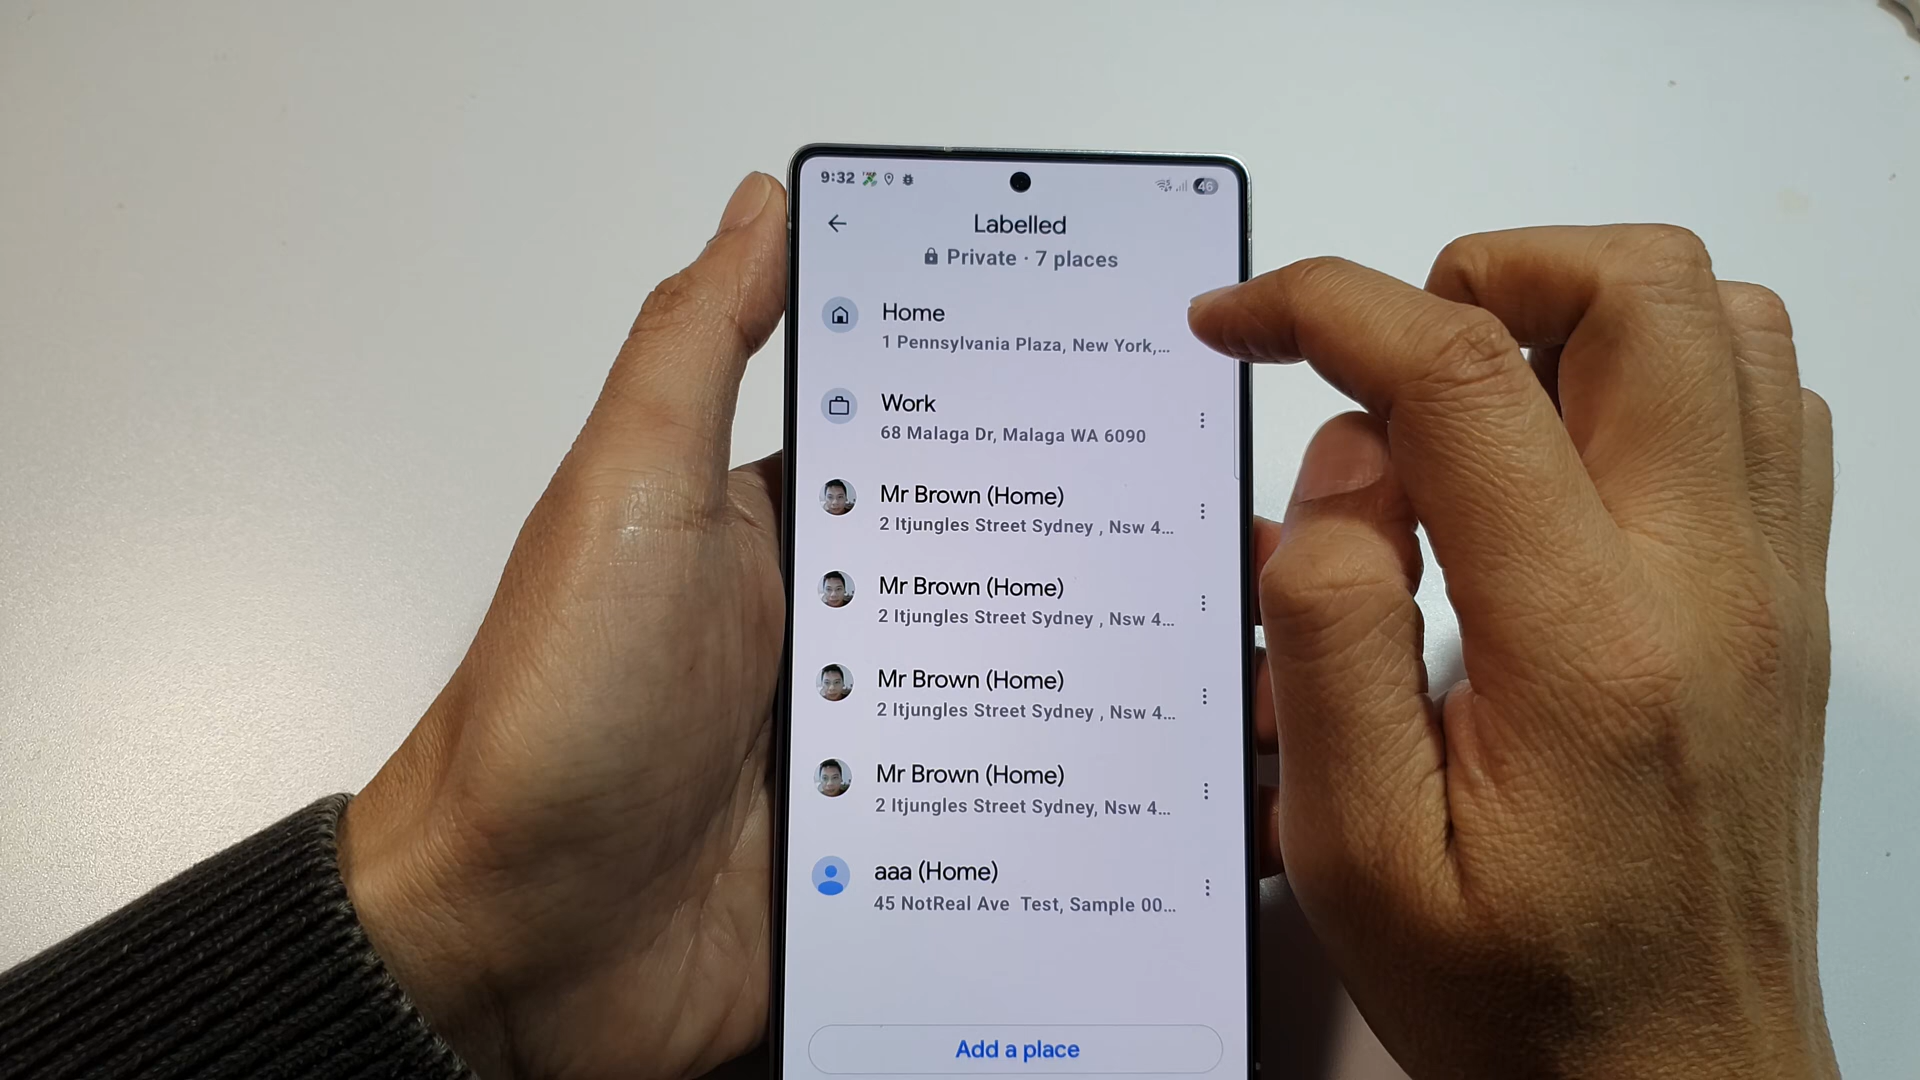 9:32
46
Labelled
Private · 7 places
Home
1 Pennsylvania Plaza, New York,...
Work
68 Malaga Dr, Malaga WA 6090
Mr Brown (Home)
2 Itjungles Street Sydney , Nsw 4...
Mr Brown (Home)
2 Itjungles Street Sydney , Nsw 4...
Mr Brown (Home)
2 Itjungles Street Sydney , Nsw 4...
Mr Brown (Home)
2 Itjungles Street Sydney, Nsw 4...
aaa (Home)
45 NotReal Ave  Test, Sample 00...
Add a place